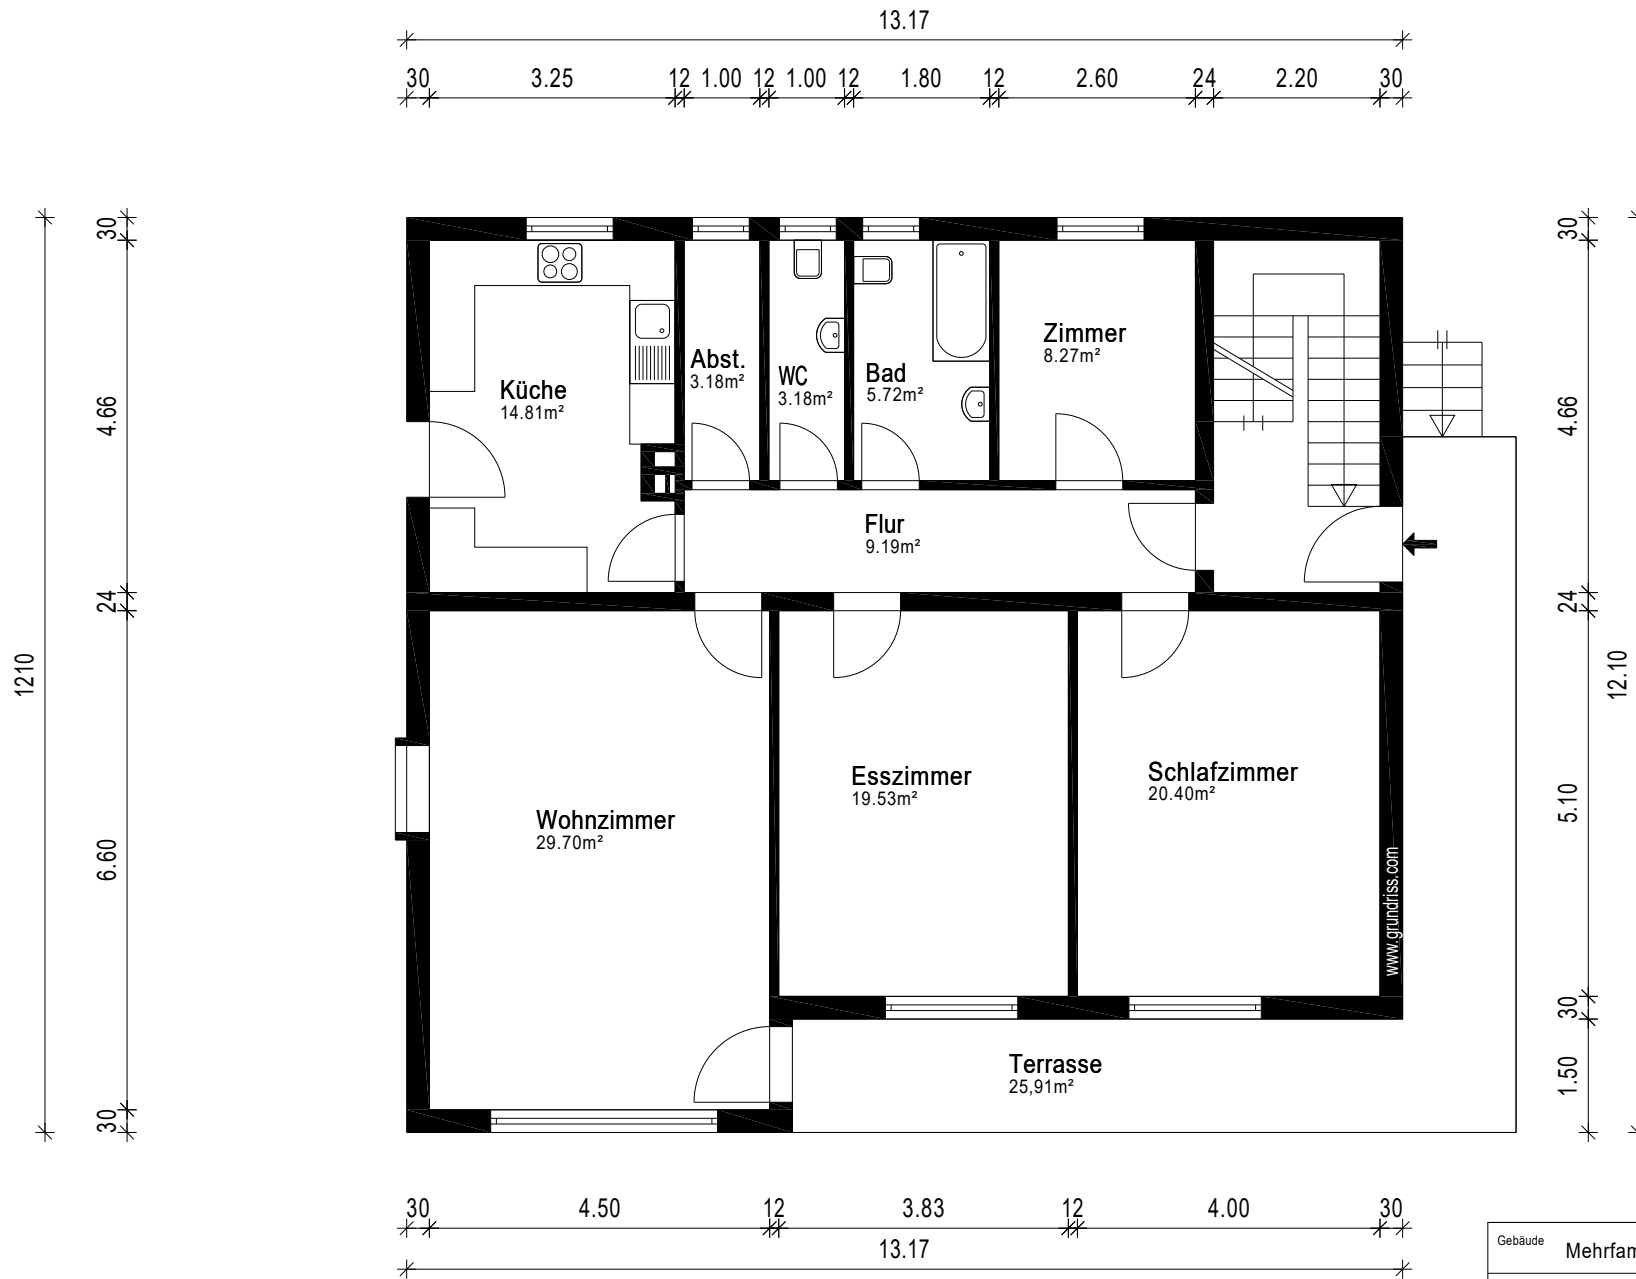 13.17
30 3.25 12 1.00 12 1.00 12 1.80 12 2.60 24 2.20 30
30
4.66
24
6.60
30
1210
Küche
14.81m²
Abst.
3.18m²
WC
3.18m²
Bad
5.72m²
Zimmer
8.27m²
Flur
9.19m²
Wohnzimmer
29.70m²
Esszimmer
19.53m²
Schlafzimmer
20.40m²
www.grundriss.com
Terrasse
25,91m²
30
4.66
24
5.10
30
1.50
12.10
30 4.50 12 3.83 12 4.00 30
13.17
Gebäude Mehrfam